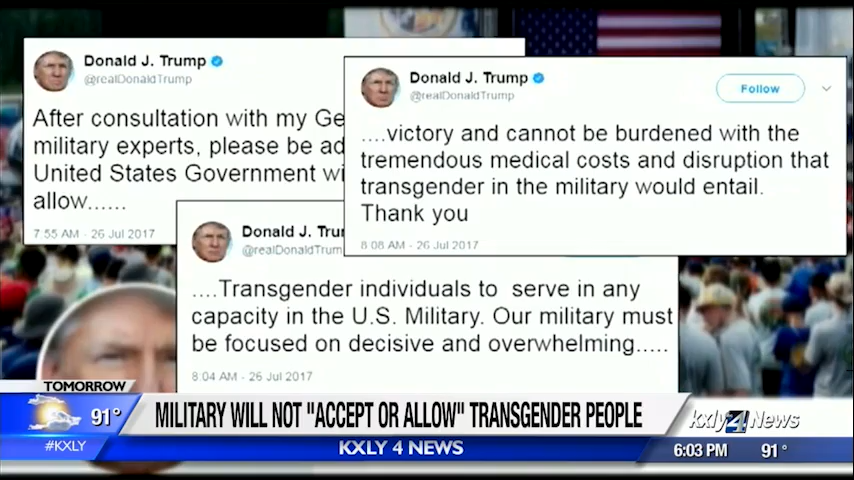 Donald J. Trump
@realDonaldTrump
After consultation with my Ge
military experts, please be ad
United States Government wi
allow......
7:55 AM - 26 Jul 2017
Donald J. Trump
@realDonaldTrump
Follow
....victory and cannot be burdened with the
tremendous medical costs and disruption that
transgender in the military would entail.
Thank you
8:08 AM - 26 Jul 2017
Donald J. Trum
@realDonaldTrum
....Transgender individuals to serve in any
capacity in the U.S. Military. Our military must
be focused on decisive and overwhelming.....
8:04 AM - 26 Jul 2017
TOMORROW
91°
#KXLY
MILITARY WILL NOT "ACCEPT OR ALLOW" TRANSGENDER PEOPLE
KXLY 4 NEWS
kxly 4 News
6:03 PM 91°